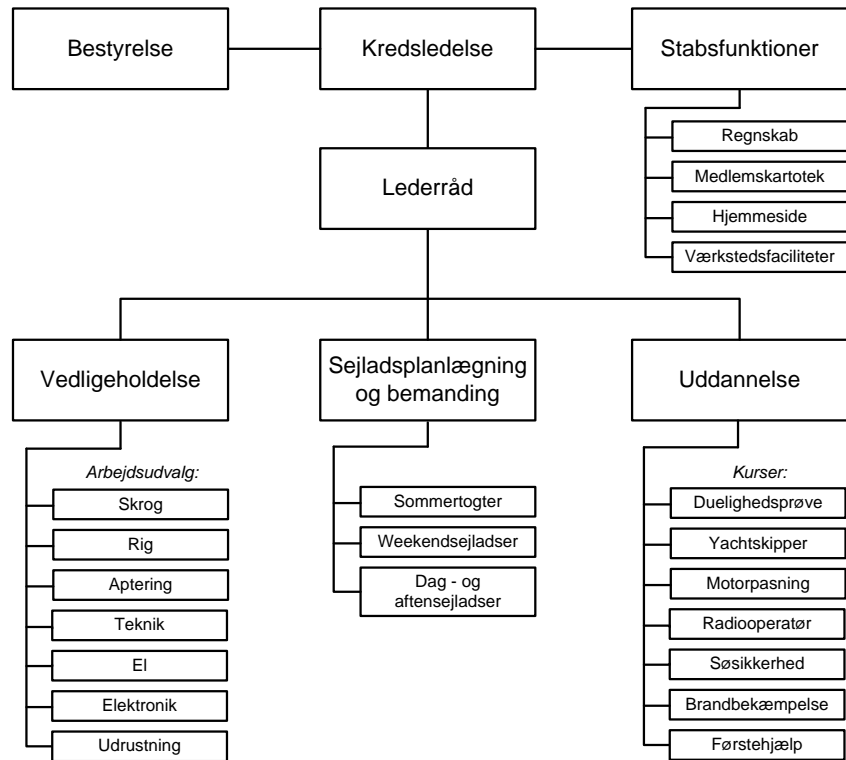 Bestyrelse
Kredsledelse
Stabsfunktioner
Regnskab
Medlemskartotek
Hjemmeside
Værkstedsfaciliteter
Lederråd
Vedligeholdelse
Arbejdsudvalg:
Skrog
Rig
Aptering
Teknik
El
Elektronik
Udrustning
Sejladsplanlægning
og bemanding
Sommertogter
Weekendsejladser
Dag - og
aftensejladser
Uddannelse
Kurser:
Duelighedsprøve
Yachtskipper
Motorpasning
Radiooperatør
Søsikkerhed
Brandbekæmpelse
Førstehjælp